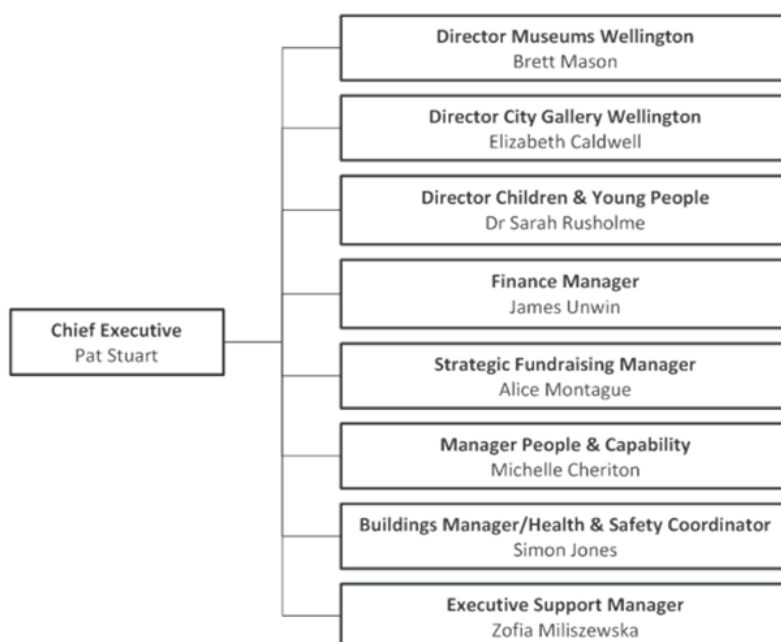 Director Museums Wellington
Brett Mason
Director City Gallery Wellington
Elizabeth Caldwell
Director Children & Young People
Dr Sarah Rusholme
Finance Manager
James Unwin
Chief Executive
Pat Stuart
Strategic Fundraising Manager
Alice Montague
Manager People & Capability
Michelle Cheriton
Buildings Manager/Health & Safety Coordinator
Simon Jones
Executive Support Manager
Zofia Miliszewska